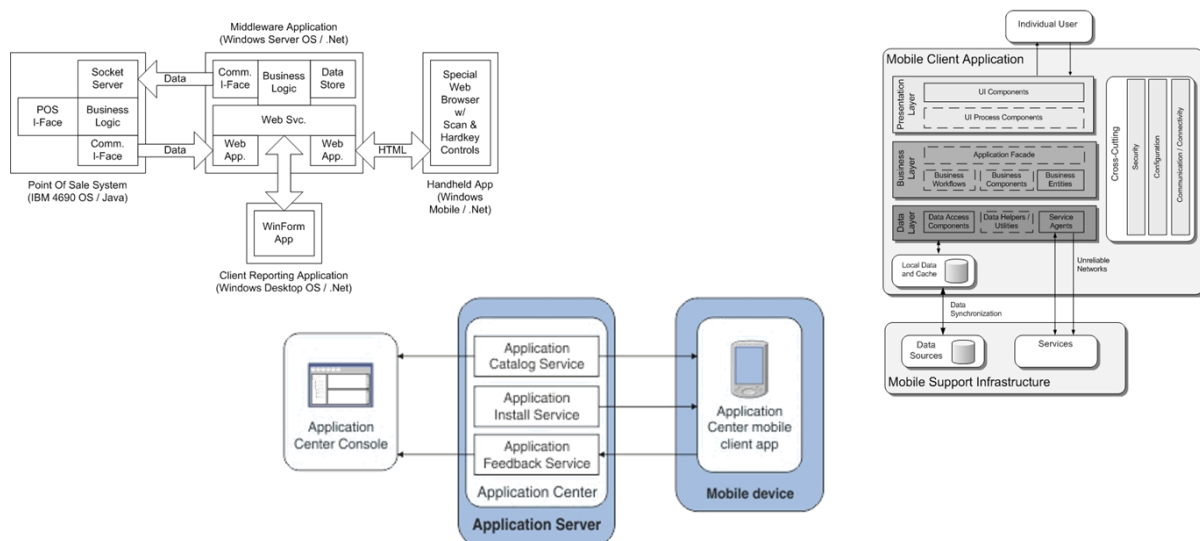 Middleware Application
(Windows Server OS / .Net)
Socket
Server
POS
I-Face
Business
Logic
Comm.
I-Face
Data
Data
Point Of Sale System
(IBM 4690 OS / Java)
Comm.
I-Face
Business
Logic
Data
Store
Web Svc.
Web
App.
Web
App.
HTML
Special
Web
Browser
w/
Scan &
Hardkey
Controls
Handheld App
(Windows
Mobile / .Net)
WinForm
App
Client Reporting Application
(Windows Desktop OS / .Net)
Individual User
Mobile Client Application
Presentation
Layer
UI Components
UI Process Components
Business
Layer
Application Facade
Business
Workflows
Business
Components
Business
Entities
Data
Layer
Data Access
Components
Data Helpers /
Utilities
Service
Agents
Cross-Cutting
Security
Configuration
Communication / Connectivity
Local Data
and Cache
Unreliable
Networks
Data
Synchronization
Data
Sources
Services
Mobile Support Infrastructure
Application
Center Console
Application
Catalog Service
Application
Install Service
Application
Feedback Service
Application Center
Application Server
Application
Center mobile
client app
Mobile device